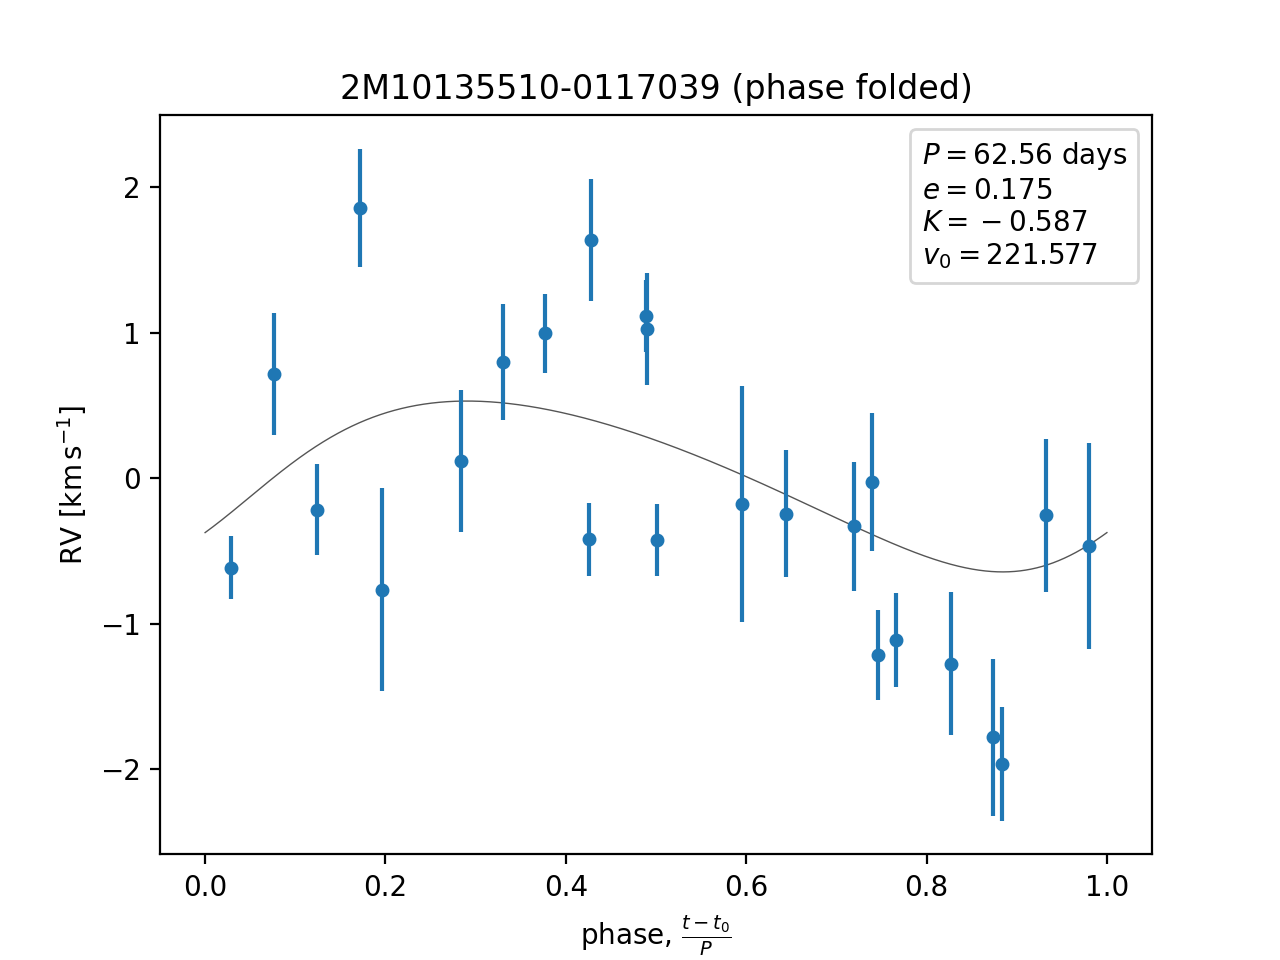 2M10135510-0117039 (phase folded)
P = 62.56 days
e = 0.175
K = −0.587
v₀ = 221.577
2
1
0
−1
−2
RV [km s⁻¹]
0.0 0.2 0.4 0.6 0.8 1.0
phase, (t − t₀)/P